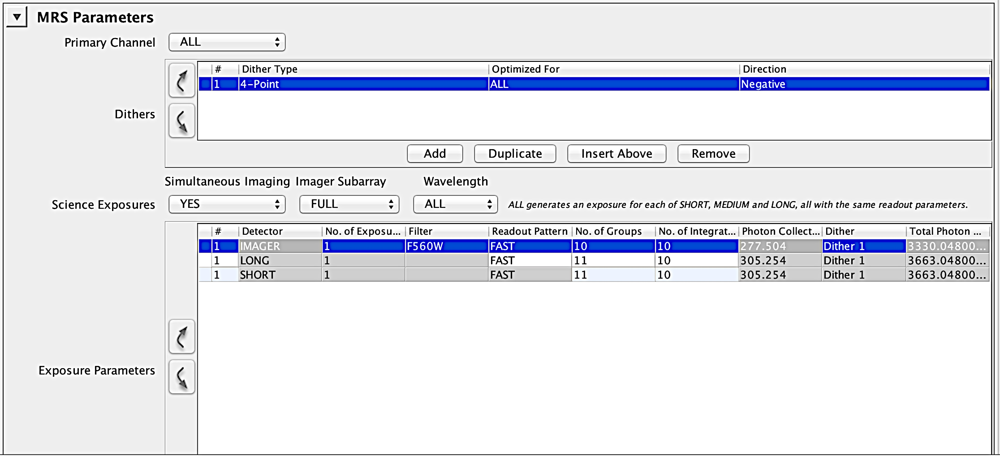 MRS Parameters
Primary Channel ALL
# Dither Type Optimized For Direction
1 4-Point ALL Negative
Dithers
Add Duplicate Insert Above Remove
Simultaneous Imaging Imager Subarray Wavelength
Science Exposures YES FULL ALL ALL generates an exposure for each of SHORT, MEDIUM and LONG, all with the same readout parameters.
# Detector No. of Exposu... Filter Readout Pattern No. of Groups No. of Integrat... Photon Collect... Dither Total Photon ...
1 IMAGER 1 F560W FAST 10 10 277.504 Dither 1 3330.04800...
1 LONG 1 FAST 11 10 305.254 Dither 1 3663.04800...
1 SHORT 1 FAST 11 10 305.254 Dither 1 3663.04800...
Exposure Parameters